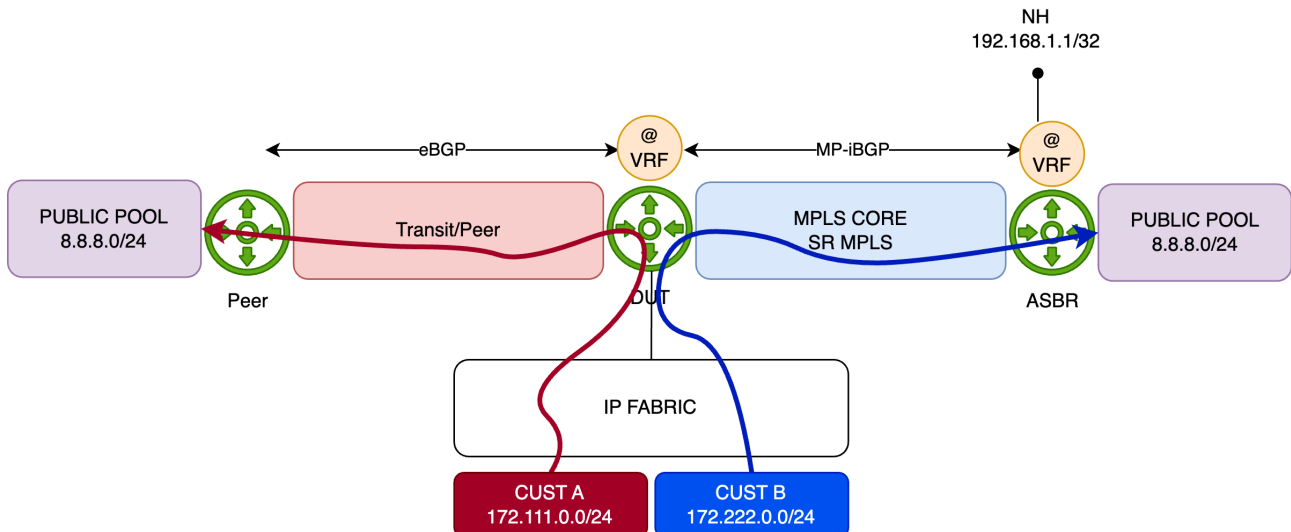 NH
192.168.1.1/32
@
VRF
@
VRF
eBGP
MP-iBGP
PUBLIC POOL
8.8.8.0/24
Transit/Peer
MPLS CORE
SR MPLS
PUBLIC POOL
8.8.8.0/24
Peer
DUT
ASBR
IP FABRIC
CUST A
172.111.0.0/24
CUST B
172.222.0.0/24